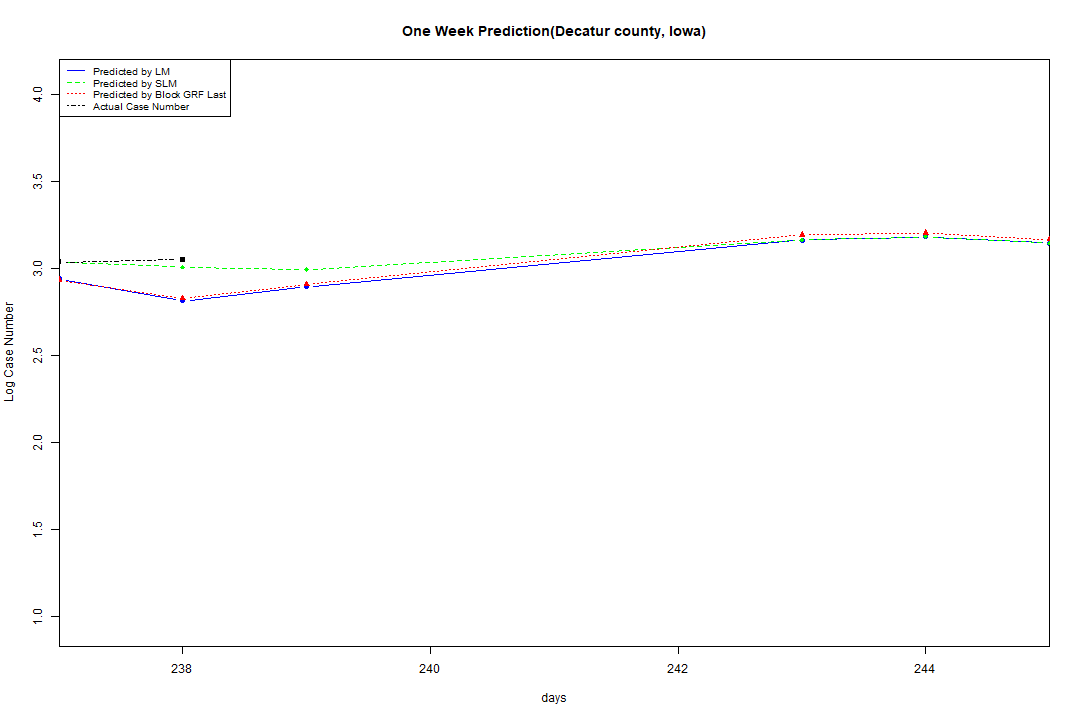 One Week Prediction(Decatur county, Iowa)
Predicted by LM
Predicted by SLM
Predicted by Block GRF Last
Actual Case Number
4.0
3.5
3.0
2.5
2.0
1.5
1.0
Log Case Number
238
240
242
244
days